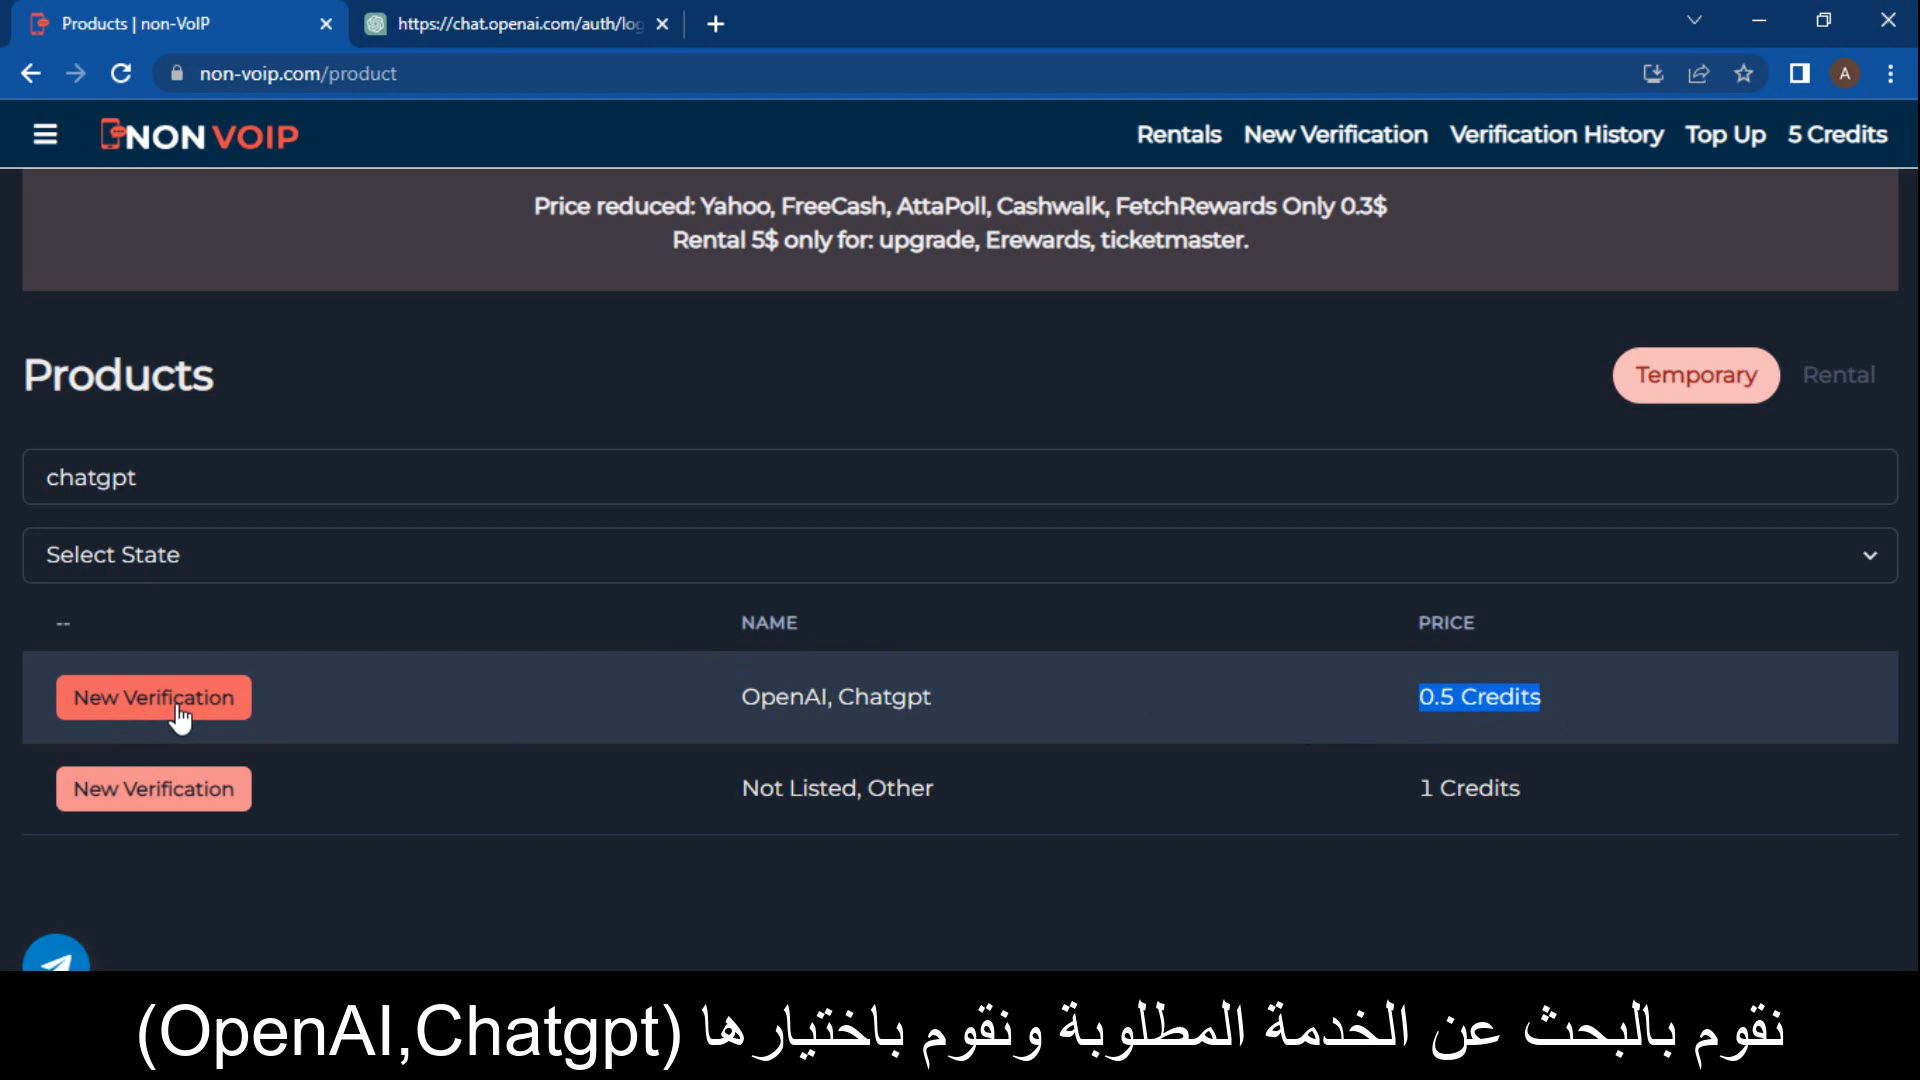 Products | non-VoIP
https://chat.openai.com/auth/log
non-voip.com/product
A
NON VOIP
Rentals New Verification Verification History Top Up 5 Credits
Price reduced: Yahoo, FreeCash, AttaPoll, Cashwalk, FetchRewards Only 0.3$
Rental 5$ only for: upgrade, Erewards, ticketmaster.
Products
Temporary Rental
chatgpt
Select State
-- NAME PRICE
New Verification OpenAI, Chatgpt 0.5 Credits
New Verification Not Listed, Other 1 Credits
نقوم بالبحث عن الخدمة المطلوبة ونقوم باختيارها (OpenAI,Chatgpt)